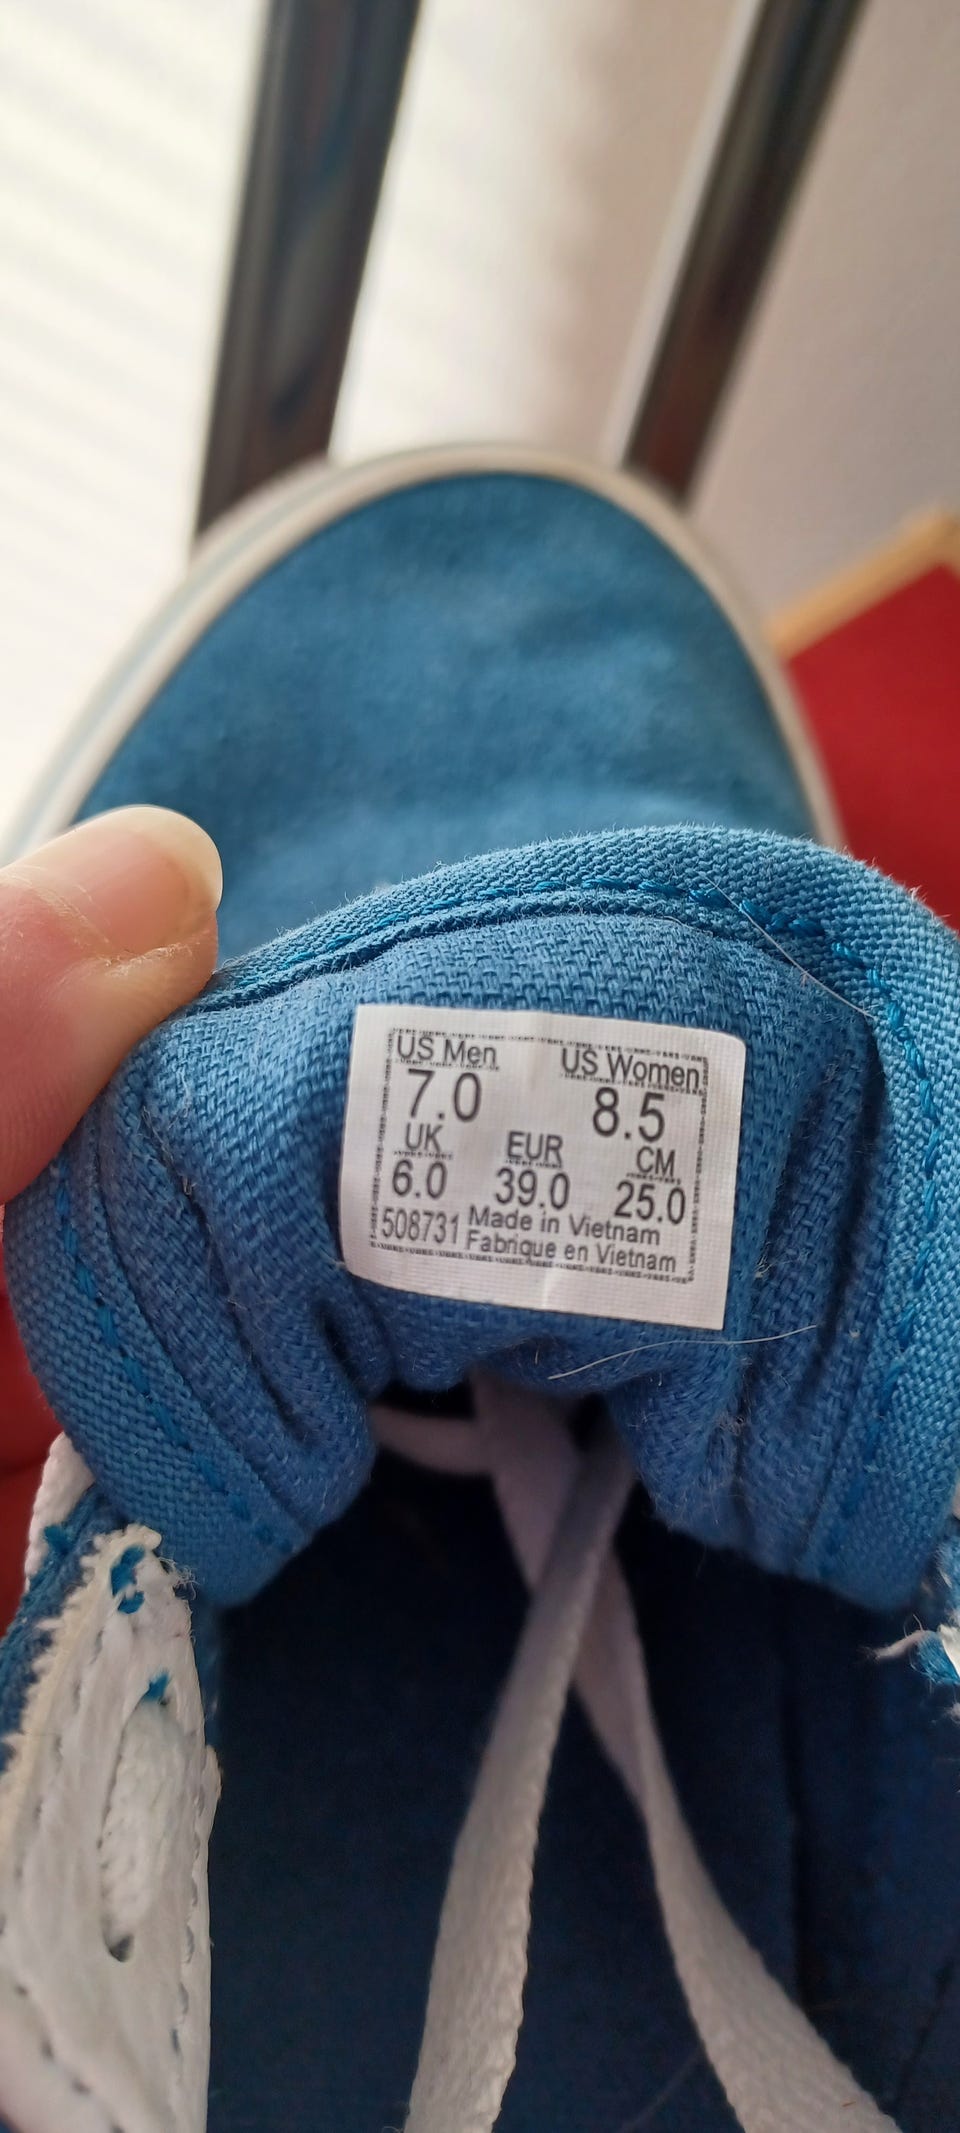 US Men US Women
7.0 8.5
UK EUR CM
6.0 39.0 25.0
508731 Made in Vietnam
Fabrique en Vietnam